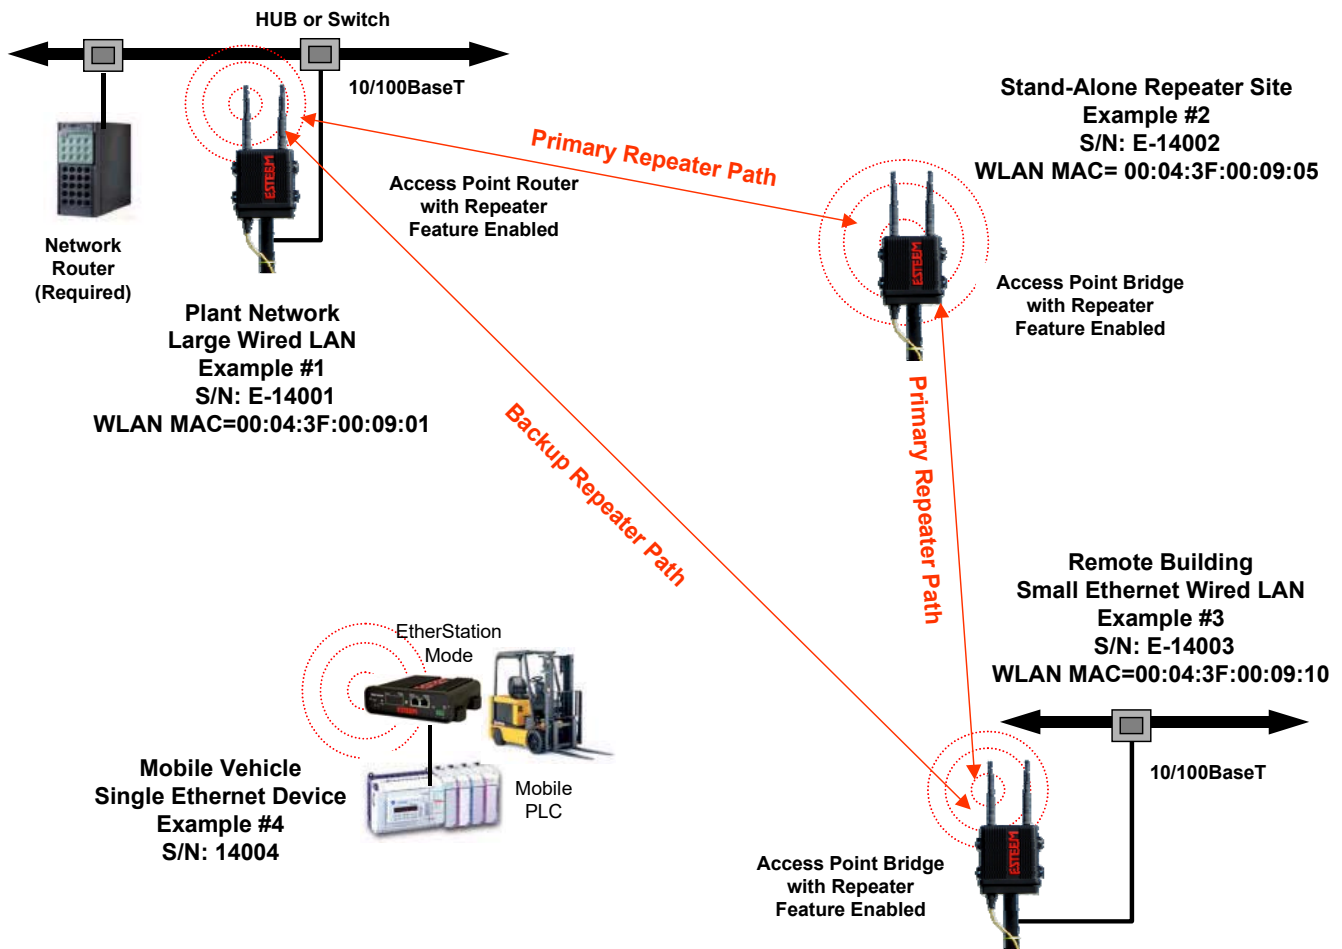 HUB or Switch
10/100BaseT
Network
Router
(Required)
ESTEEM
Access Point Router
with Repeater
Feature Enabled
Plant Network
Large Wired LAN
Example #1
S/N: E-14001
WLAN MAC=00:04:3F:00:09:01
Primary Repeater Path
Stand-Alone Repeater Site
Example #2
S/N: E-14002
WLAN MAC= 00:04:3F:00:09:05
ESTEEM
Access Point Bridge
with Repeater
Feature Enabled
Primary Repeater Path
Backup Repeater Path
Remote Building
Small Ethernet Wired LAN
Example #3
S/N: E-14003
WLAN MAC=00:04:3F:00:09:10
10/100BaseT
ESTEEM
Access Point Bridge
with Repeater
Feature Enabled
EtherStation
Mode
ESTEEM
Mobile
PLC
Mobile Vehicle
Single Ethernet Device
Example #4
S/N: 14004